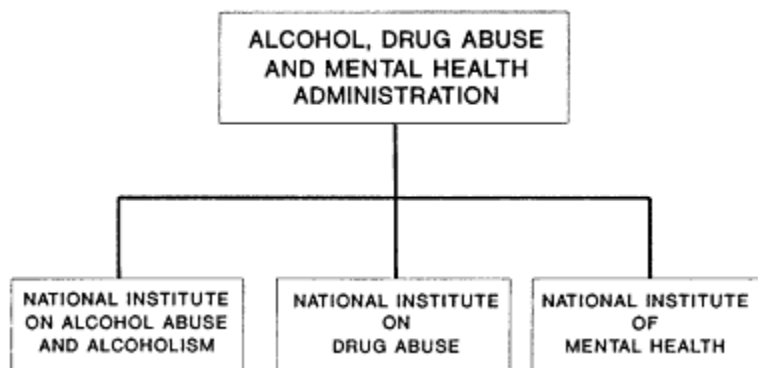 ALCOHOL, DRUG ABUSE
AND MENTAL HEALTH
ADMINISTRATION
NATIONAL INSTITUTE
ON ALCOHOL ABUSE
AND ALCOHOLISM
NATIONAL INSTITUTE
ON
DRUG ABUSE
NATIONAL INSTITUTE
OF
MENTAL HEALTH